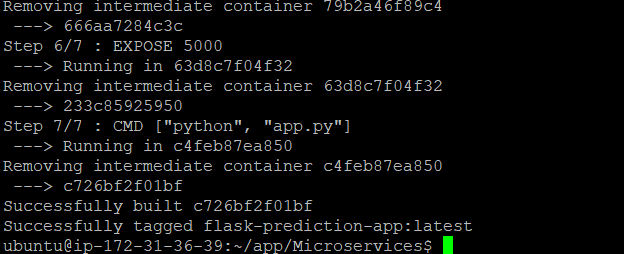 Removing intermediate container 79b2a46f89c4
---> 666aa7284c3c
Step 6/7 : EXPOSE 5000
---> Running in 63d8c7f04f32
Removing intermediate container 63d8c7f04f32
---> 233c85925950
Step 7/7 : CMD ["python", "app.py"]
---> Running in c4feb87ea850
Removing intermediate container c4feb87ea850
---> c726bf2f01bf
Successfully built c726bf2f01bf
Successfully tagged flask-prediction-app:latest
ubuntu@ip-172-31-36-39:~/app/Microservices$